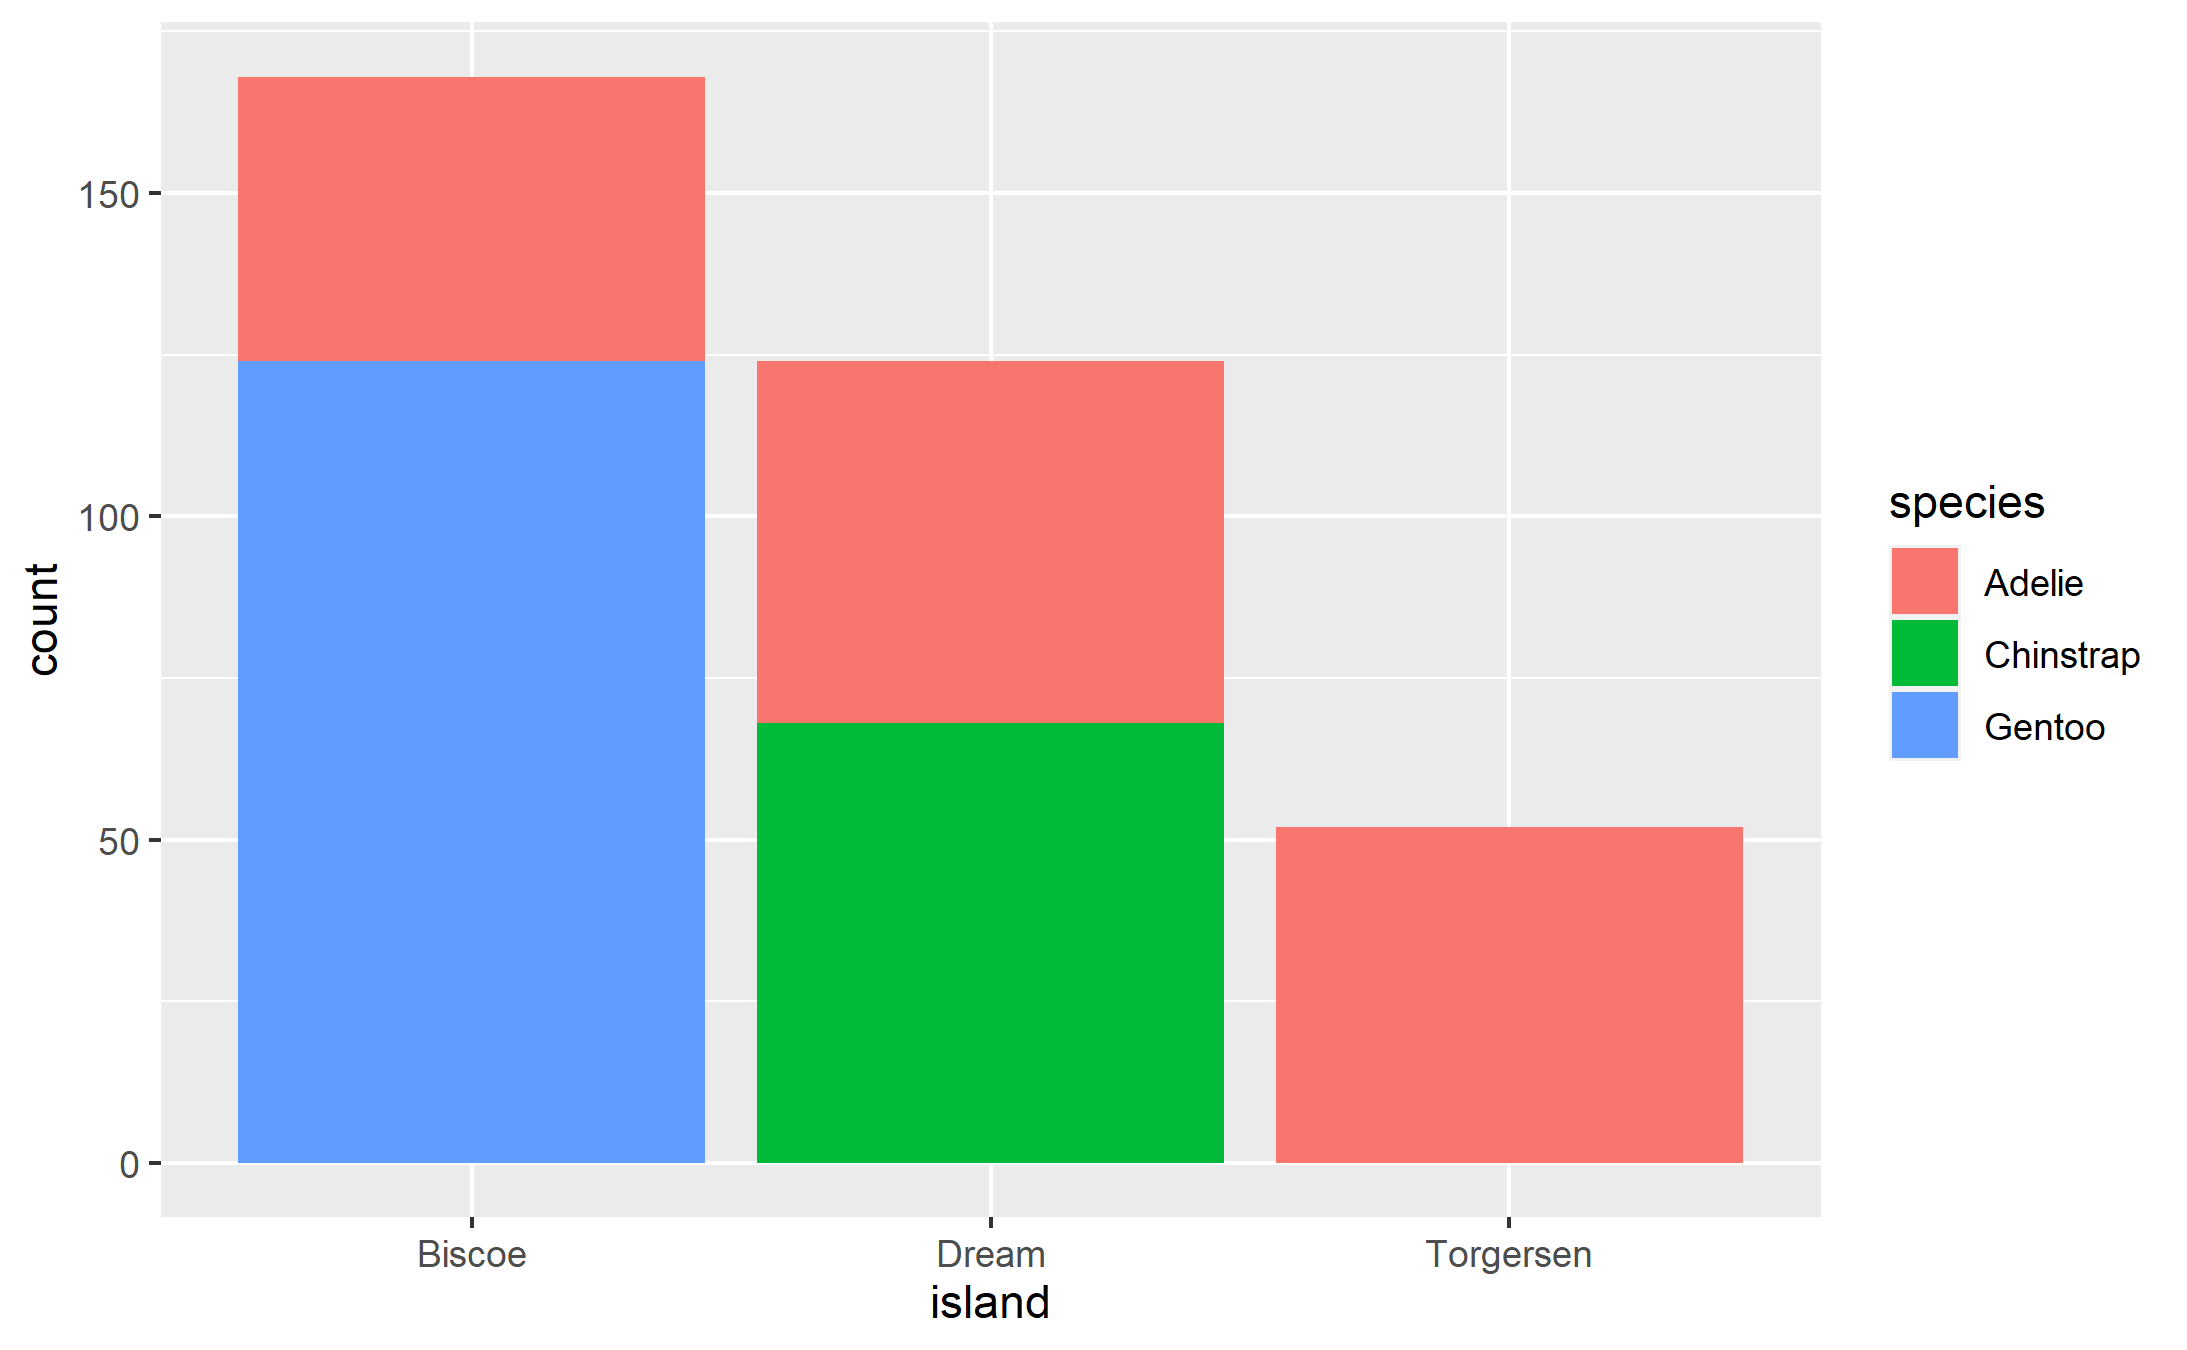 count
150
100
50
0
Biscoe
Dream
Torgersen
island
species
Adelie
Chinstrap
Gentoo